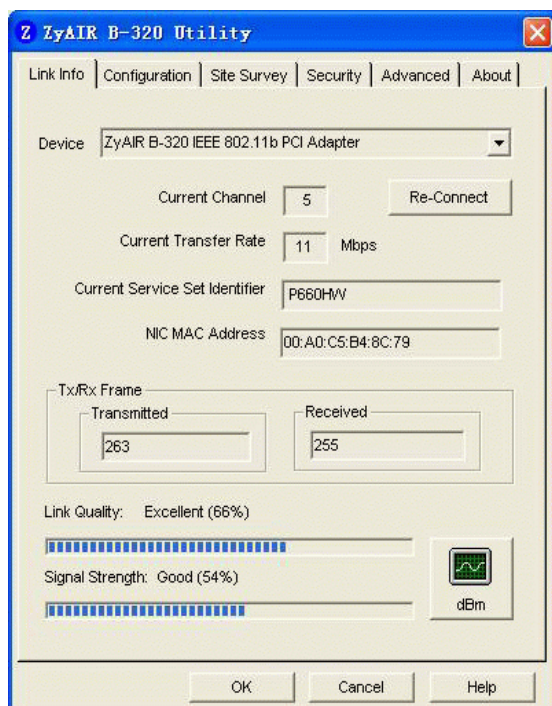 Z ZyAIR B-320 Utility
Link Info Configuration Site Survey Security Advanced About
Device ZyAIR B-320 IEEE 802.11b PCI Adapter
Current Channel 5 Re-Connect
Current Transfer Rate 11 Mbps
Current Service Set Identifier P660HW
NIC MAC Address 00:A0:C5:B4:8C:79
Tx/Rx Frame
Transmitted Received
263 255
Link Quality: Excellent (66%)
Signal Strength: Good (54%)
dBm
OK Cancel Help